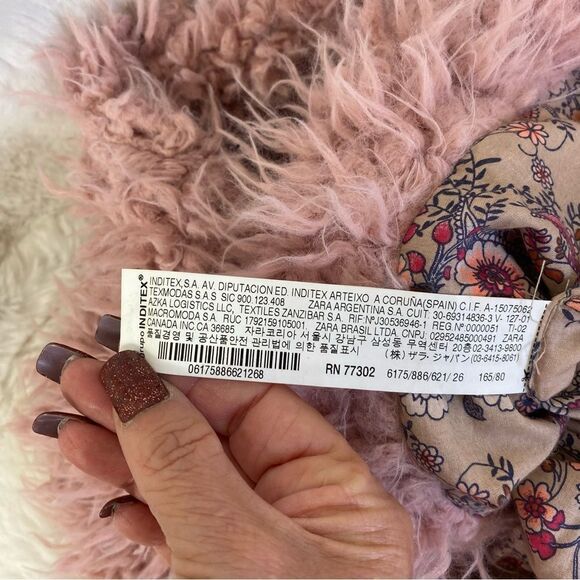 GRUPO INDITEX®
INDITEX,S.A. AV. DIPUTACION ED. INDITEX ARTEIXO A CORUÑA(SPAIN) C.I.F. A-15075062
TEXMODAS S.A.S SIC 900.123 408 ZARA ARGENTINA S.A. CUIT: 30-69314836-3 V- 127-01
AZKA LOGISTICS LLC, TEXTILES ZANZIBAR S.A. RIF NºJ30536946-1 REG Nº0000051 TI-02
MACROMODA S.A. RUC 1792159105001. ZARA BRASIL LTDA. CNPJ 02952485000491 ZARA
CANADA INC.CA 36685 자라코리아 서울시 강남구 삼성동 무역센터 20층02-3413-9800
품질경영 및 공산품안전 관리법에 의한 품질표시 (株) ザラ・ジャパン (03-6415-8061)
06175886621268 RN 77302 6175/886/621/ 26 165/80